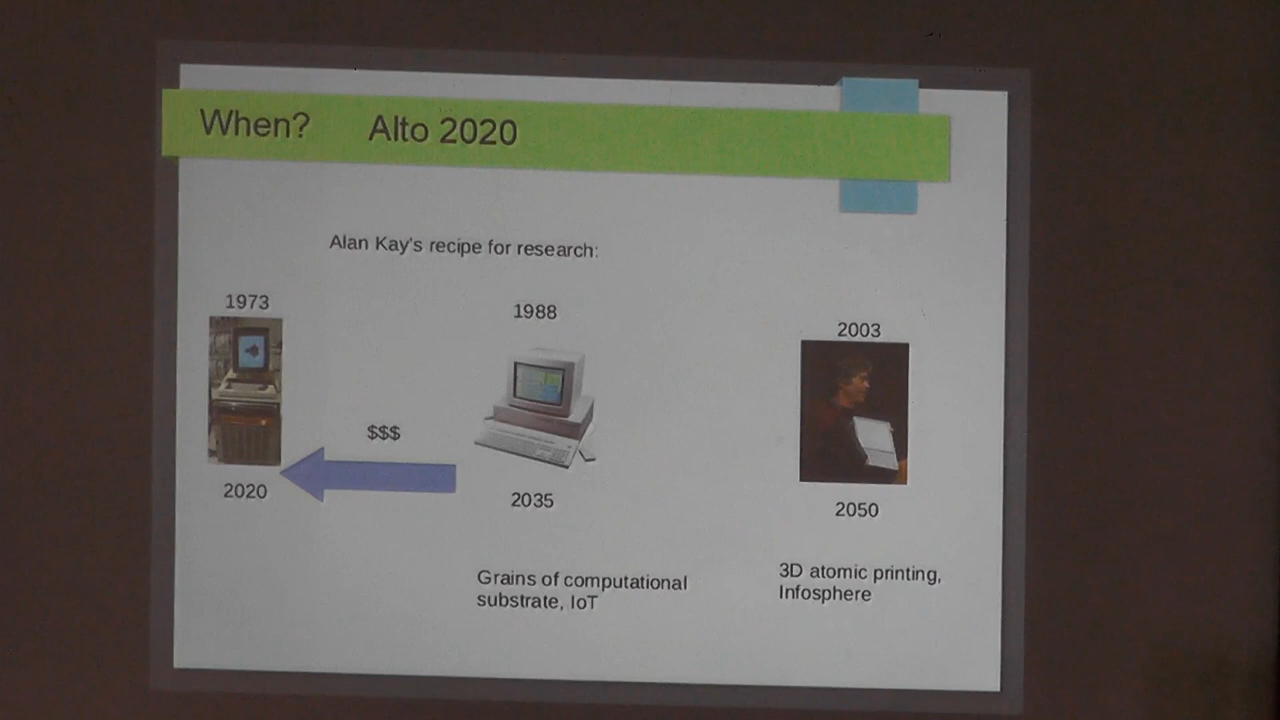 When? Alto 2020
Alan Kay's recipe for research:
1973
1988
2003
$$$
2020
2035
2050
Grains of computational
substrate, IoT
3D atomic printing,
Infosphere